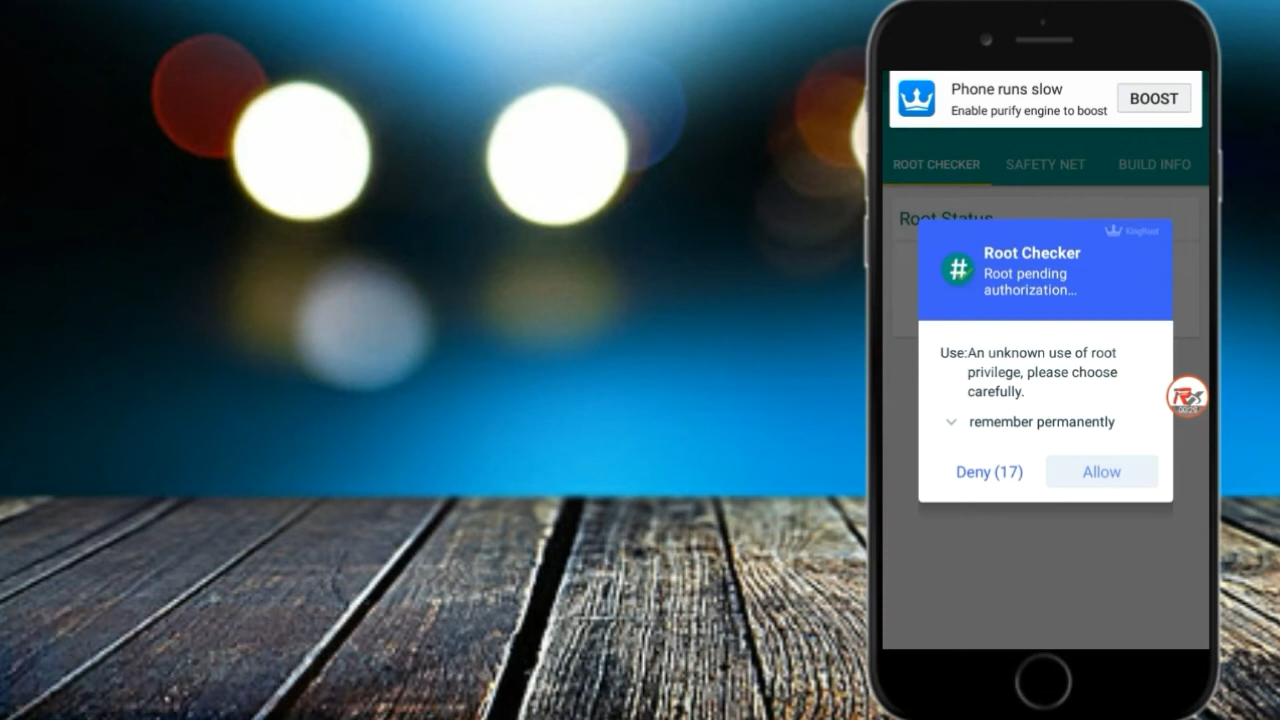 Phone runs slow
Enable purify engine to boost
BOOST
ROOT CHECKER
SAFETY NET
BUILD INFO
Root Status
KingRoot
Root Checker
Root pending
authorization...
Use:An unknown use of root
privilege, please choose
carefully.
remember permanently
00:29
Deny (17)
Allow